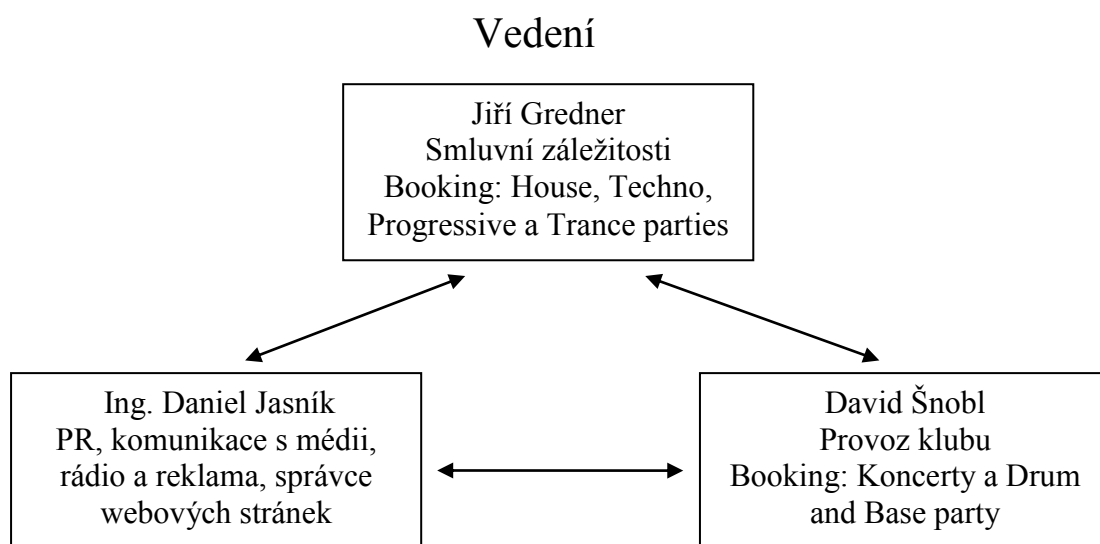 Vedení
Jiří Gredner
Smluvní záležitosti
Booking: House, Techno,
Progressive a Trance parties
Ing. Daniel Jasník
PR, komunikace s médii,
rádio a reklama, správce
webových stránek
David Šnobl
Provoz klubu
Booking: Koncerty a Drum
and Base party